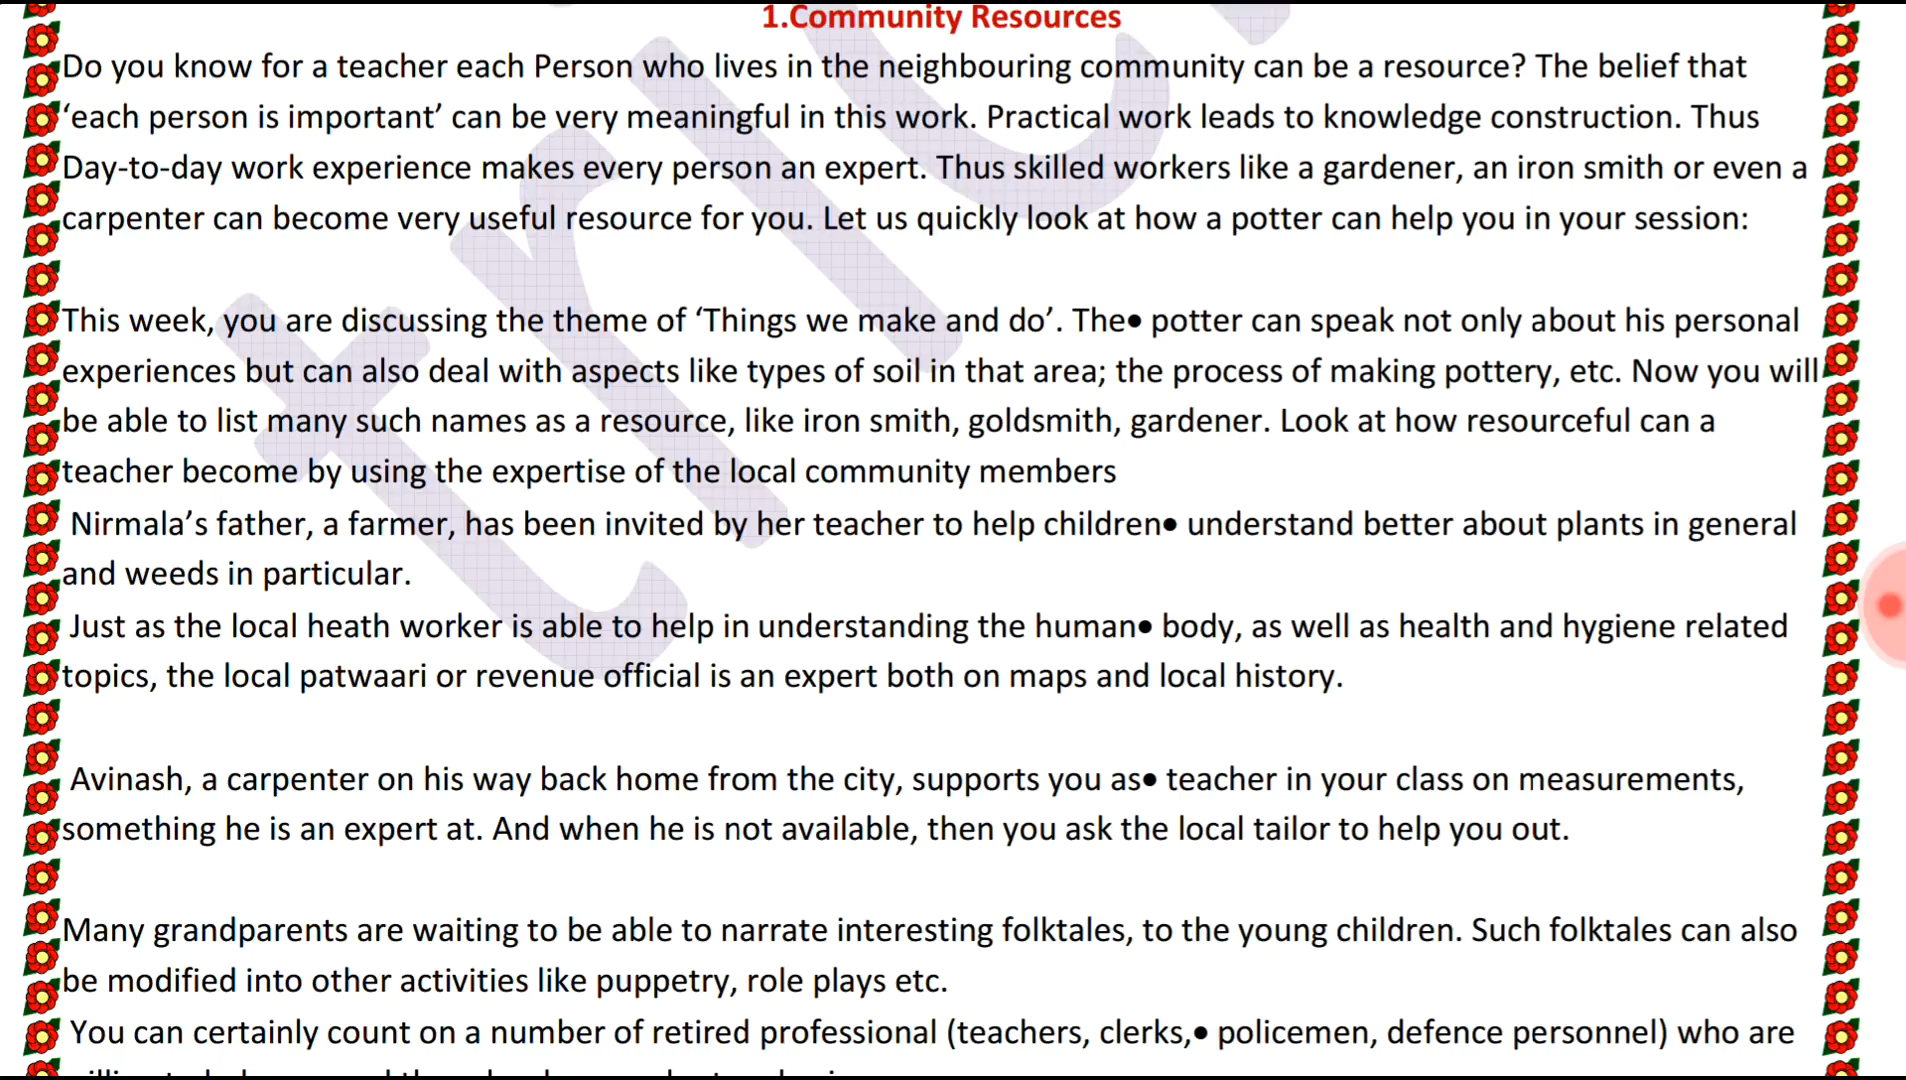 1.Community Resources
Do you know for a teacher each Person who lives in the neighbouring community can be a resource? The belief that
‘each person is important’ can be very meaningful in this work. Practical work leads to knowledge construction. Thus
Day-to-day work experience makes every person an expert. Thus skilled workers like a gardener, an iron smith or even a
carpenter can become very useful resource for you. Let us quickly look at how a potter can help you in your session:
This week, you are discussing the theme of ‘Things we make and do’. The• potter can speak not only about his personal
experiences but can also deal with aspects like types of soil in that area; the process of making pottery, etc. Now you will
be able to list many such names as a resource, like iron smith, goldsmith, gardener. Look at how resourceful can a
teacher become by using the expertise of the local community members
Nirmala’s father, a farmer, has been invited by her teacher to help children• understand better about plants in general
and weeds in particular.
Just as the local heath worker is able to help in understanding the human• body, as well as health and hygiene related
topics, the local patwaari or revenue official is an expert both on maps and local history.
Avinash, a carpenter on his way back home from the city, supports you as• teacher in your class on measurements,
something he is an expert at. And when he is not available, then you ask the local tailor to help you out.
Many grandparents are waiting to be able to narrate interesting folktales, to the young children. Such folktales can also
be modified into other activities like puppetry, role plays etc.
You can certainly count on a number of retired professional (teachers, clerks,• policemen, defence personnel) who are